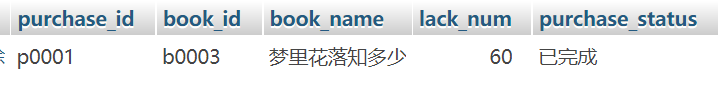 purchase_id book_id book_name lack_num purchase_status
p0001 b0003 梦里花落知多少 60 已完成